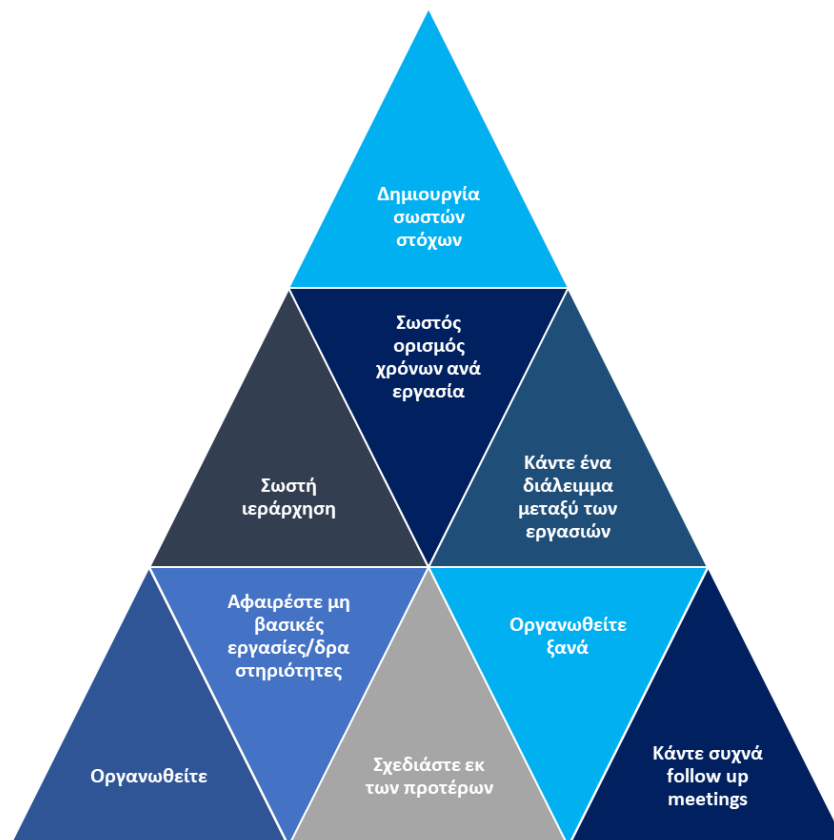 Δημιουργία
σωστών
στόχων
Σωστός
ορισμός
χρόνων ανά
εργασία
Σωστή
ιεράρχηση
Κάντε ένα
διάλειμμα
μεταξύ των
εργασιών
Αφαιρέστε μη
βασικές
εργασίες/δρα
στηριότητες
Οργανωθείτε
ξανά
Οργανωθείτε
Σχεδιάστε εκ
των προτέρων
Κάντε συχνά
follow up
meetings